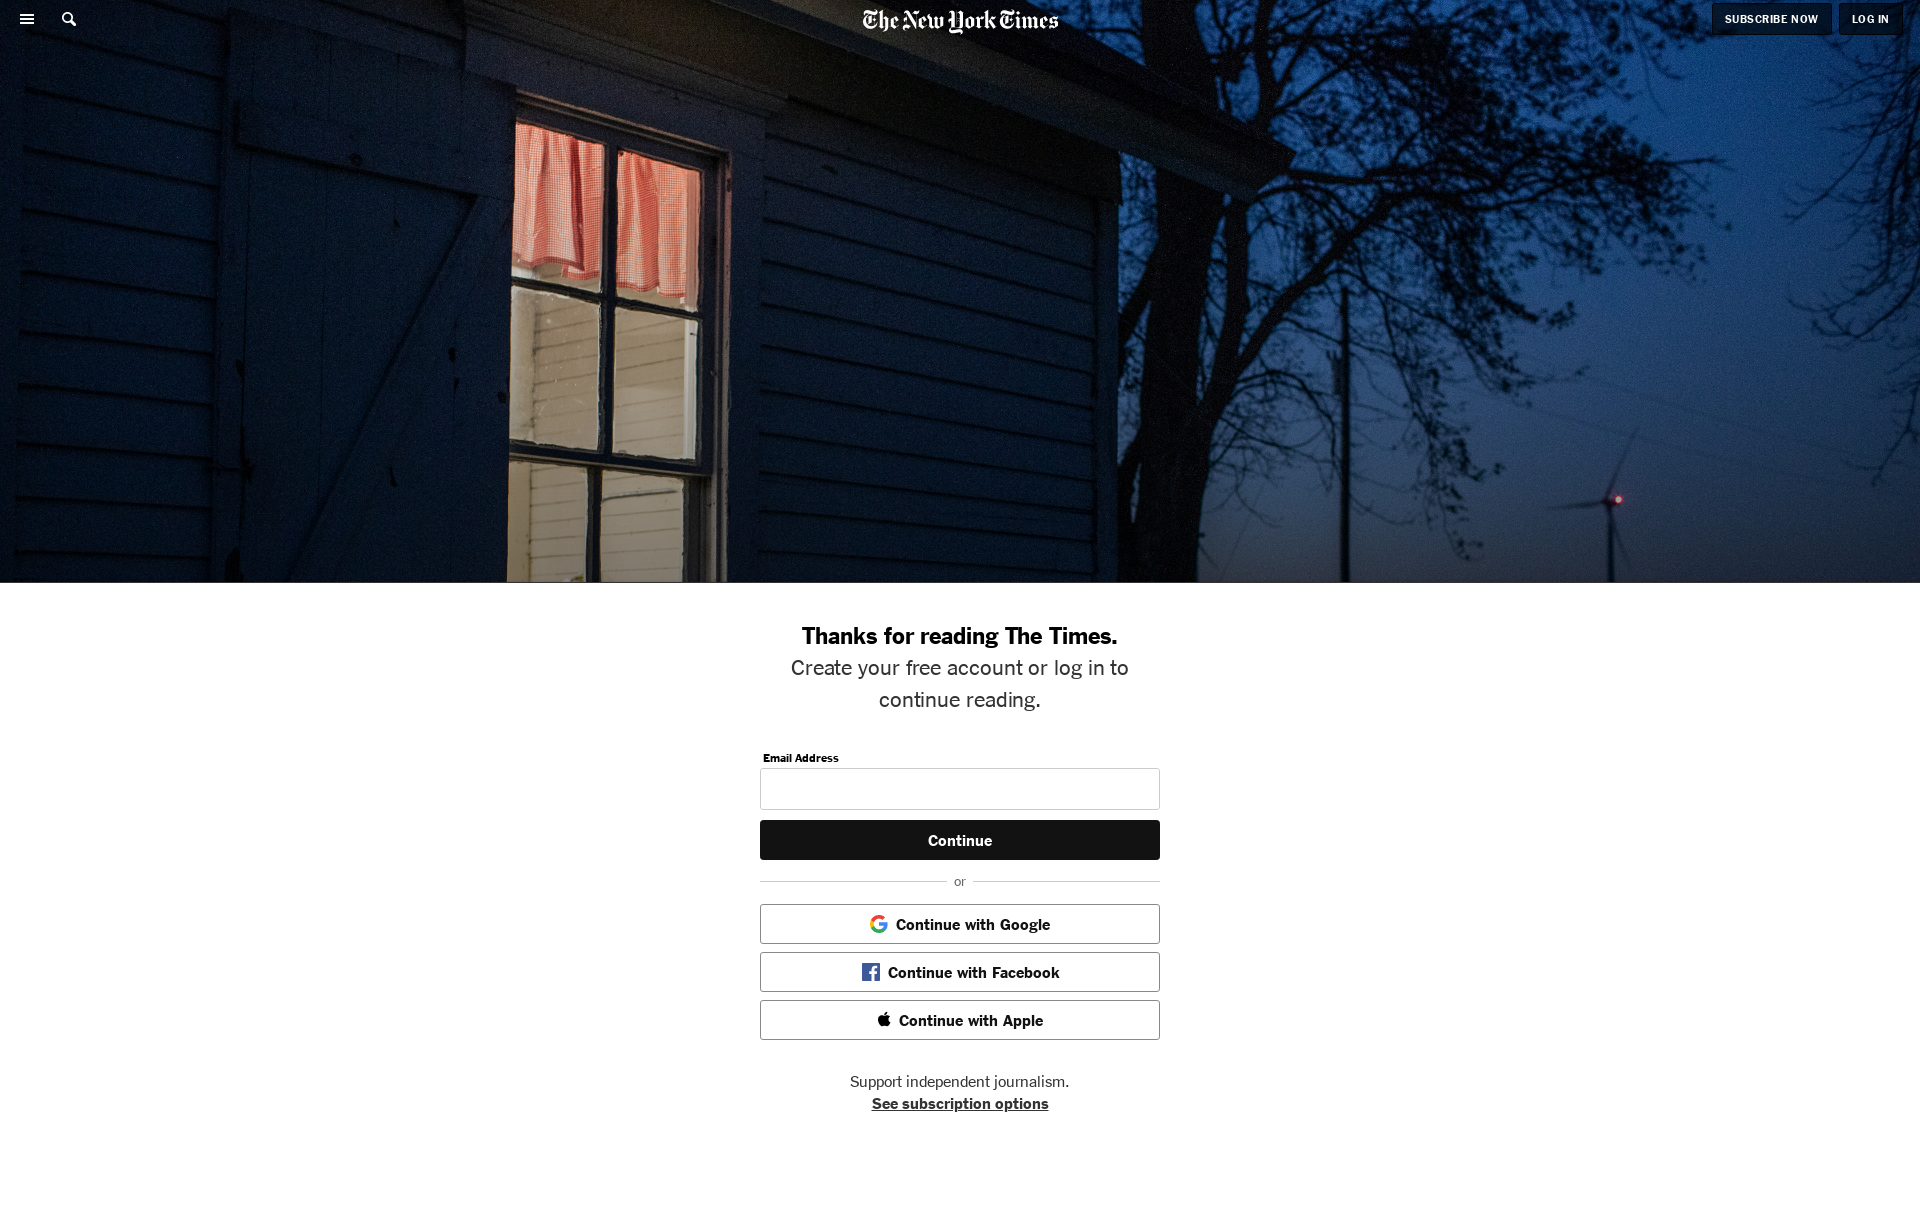 The New York Times
SUBSCRIBE NOW
LOG IN
Thanks for reading The Times.
Create your free account or log in to
continue reading.
Email Address
Continue
or
Continue with Google
Continue with Facebook
Continue with Apple
Support independent journalism.
See subscription options